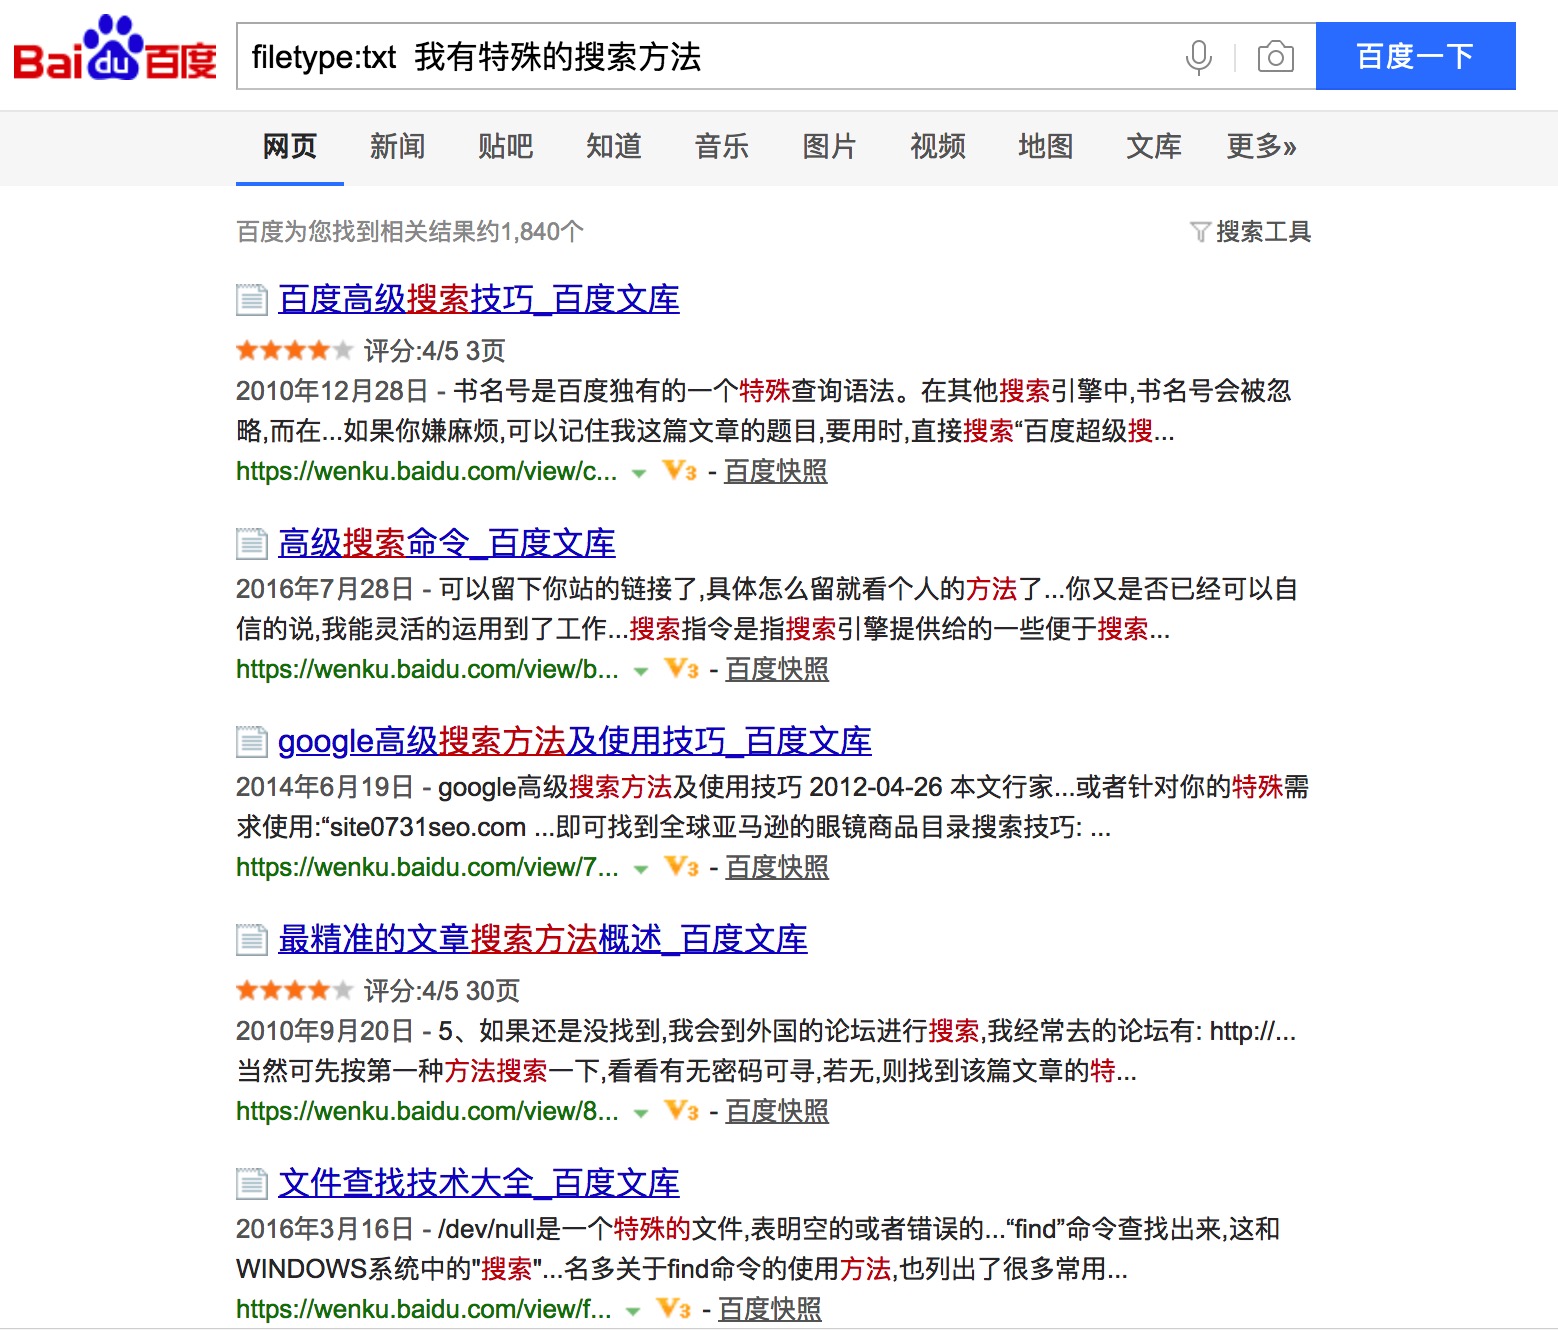 Bai du 百度
filetype:txt 我有特殊的搜索方法
百度一下
网页 新闻 贴吧 知道 音乐 图片 视频 地图 文库 更多»
百度为您找到相关结果约1,840个
搜索工具
百度高级搜索技巧_百度文库
评分:4/5 3页
2010年12月28日 - 书名号是百度独有的一个特殊查询语法。在其他搜索引擎中,书名号会被忽
略,而在...如果你嫌麻烦,可以记住我这篇文章的题目,要用时,直接搜索“百度超级搜...
https://wenku.baidu.com/view/c... V3 - 百度快照
高级搜索命令_百度文库
2016年7月28日 - 可以留下你站的链接了,具体怎么留就看个人的方法了...你又是否已经可以自
信的说,我能灵活的运用到了工作...搜索指令是指搜索引擎提供给的一些便于搜索...
https://wenku.baidu.com/view/b... V3 - 百度快照
google高级搜索方法及使用技巧_百度文库
2014年6月19日 - google高级搜索方法及使用技巧 2012-04-26 本文行家...或者针对你的特殊需
求使用:“site0731seo.com ...即可找到全球亚马逊的眼镜商品目录搜索技巧: ...
https://wenku.baidu.com/view/7... V3 - 百度快照
最精准的文章搜索方法概述_百度文库
评分:4/5 30页
2010年9月20日 - 5、如果还是没找到,我会到外国的论坛进行搜索,我经常去的论坛有: http://...
当然可先按第一种方法搜索一下,看看有无密码可寻,若无,则找到该篇文章的特...
https://wenku.baidu.com/view/8... V3 - 百度快照
文件查找技术大全_百度文库
2016年3月16日 - /dev/null是一个特殊的文件,表明空的或者错误的...“find”命令查找出来,这和
WINDOWS系统中的"搜索"...名多关于find命令的使用方法,也列出了很多常用...
https://wenku.baidu.com/view/f... V3 - 百度快照